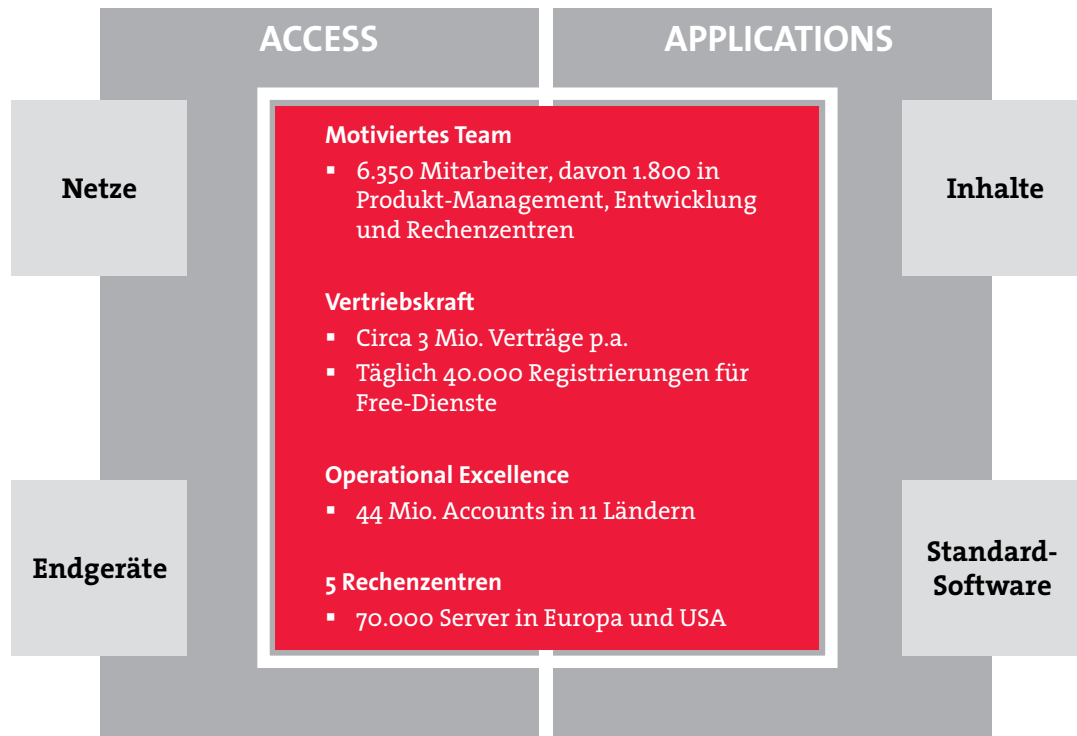 ACCESS
APPLICATIONS
Netze
Endgeräte
Motiviertes Team
▪ 6.350 Mitarbeiter, davon 1.800 in
Produkt-Management, Entwicklung
und Rechenzentren
Vertriebskraft
▪ Circa 3 Mio. Verträge p.a.
▪ Täglich 40.000 Registrierungen für
Free-Dienste
Operational Excellence
▪ 44 Mio. Accounts in 11 Ländern
5 Rechenzentren
▪ 70.000 Server in Europa und USA
Inhalte
Standard-
Software